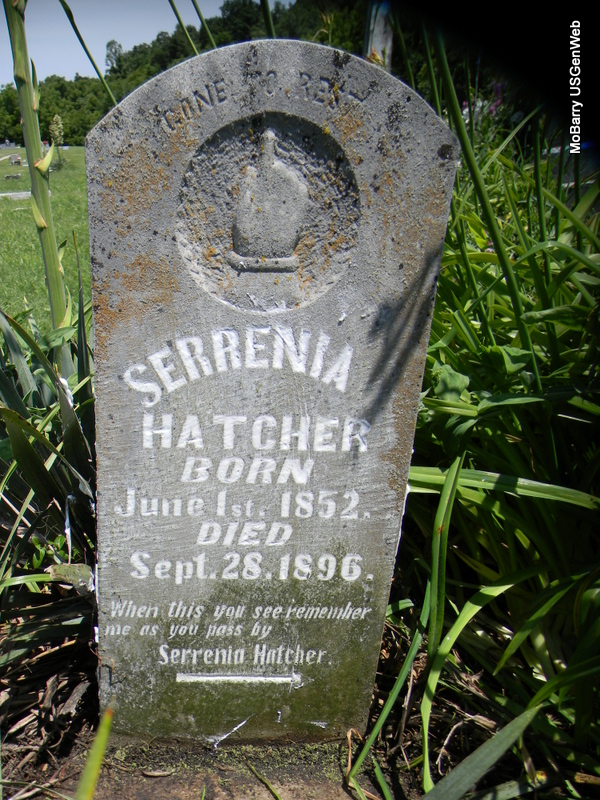 GONE TO REST
SERRENIA
HATCHER
BORN
June 1st. 1852.
DIED
Sept. 28. 1896.
When this you see remember
me as you pass by
Serrenia Hatcher.
MoBarry USGenWeb